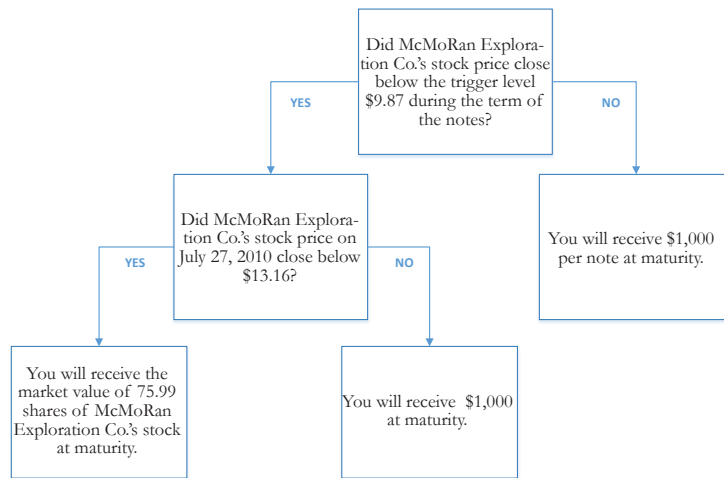 Did McMoRan Explora-
tion Co.'s stock price close
below the trigger level
$9.87 during the term of
the notes?
YES
NO
Did McMoRan Explora-
tion Co.'s stock price on
July 27, 2010 close below
$13.16?
You will receive $1,000
per note at maturity.
YES
NO
You will receive the
market value of 75.99
shares of McMoRan
Exploration Co.'s stock
at maturity.
You will receive $1,000
at maturity.